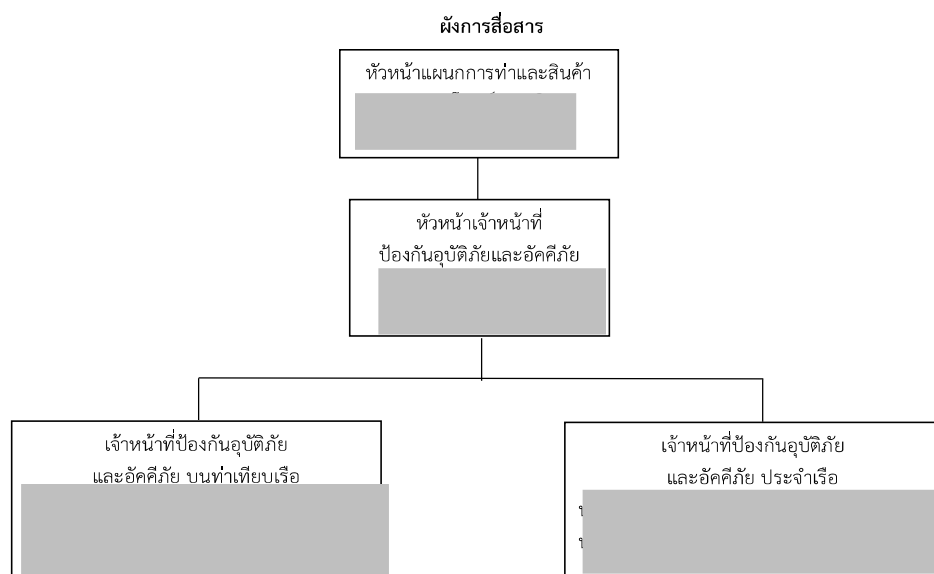 ผังการสื่อสาร
หัวหน้าแผนกการท่าและสินค้า
หัวหน้าเจ้าหน้าที่
ป้องกันอุบัติภัยและอัคคีภัย
เจ้าหน้าที่ป้องกันอุบัติภัย
และอัคคีภัย บนท่าเทียบเรือ
เจ้าหน้าที่ป้องกันอุบัติภัย
และอัคคีภัย ประจำเรือ